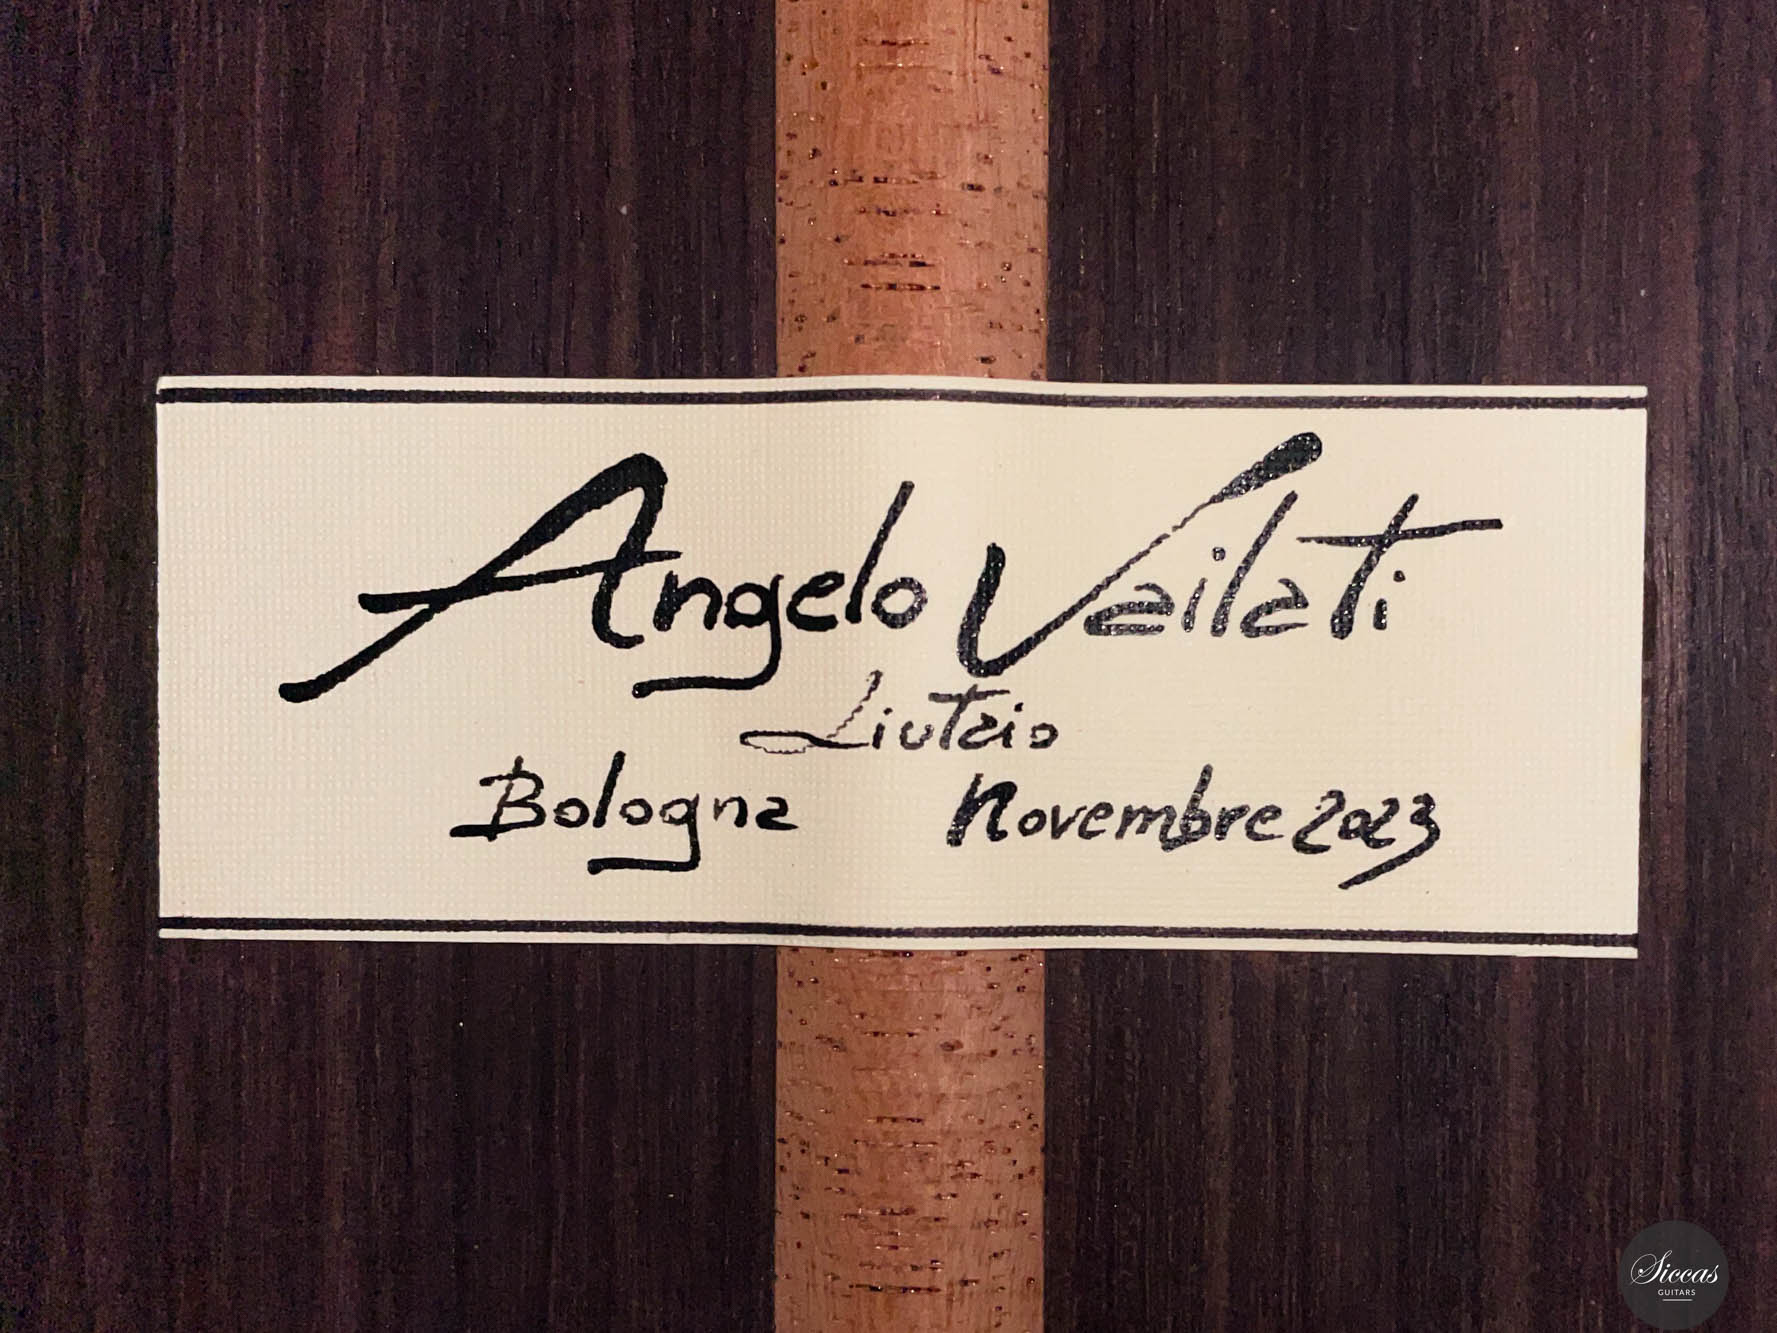 Angelo Vailati
Liutaio
Bologna Novembre 2023
Siccas
GUITARS